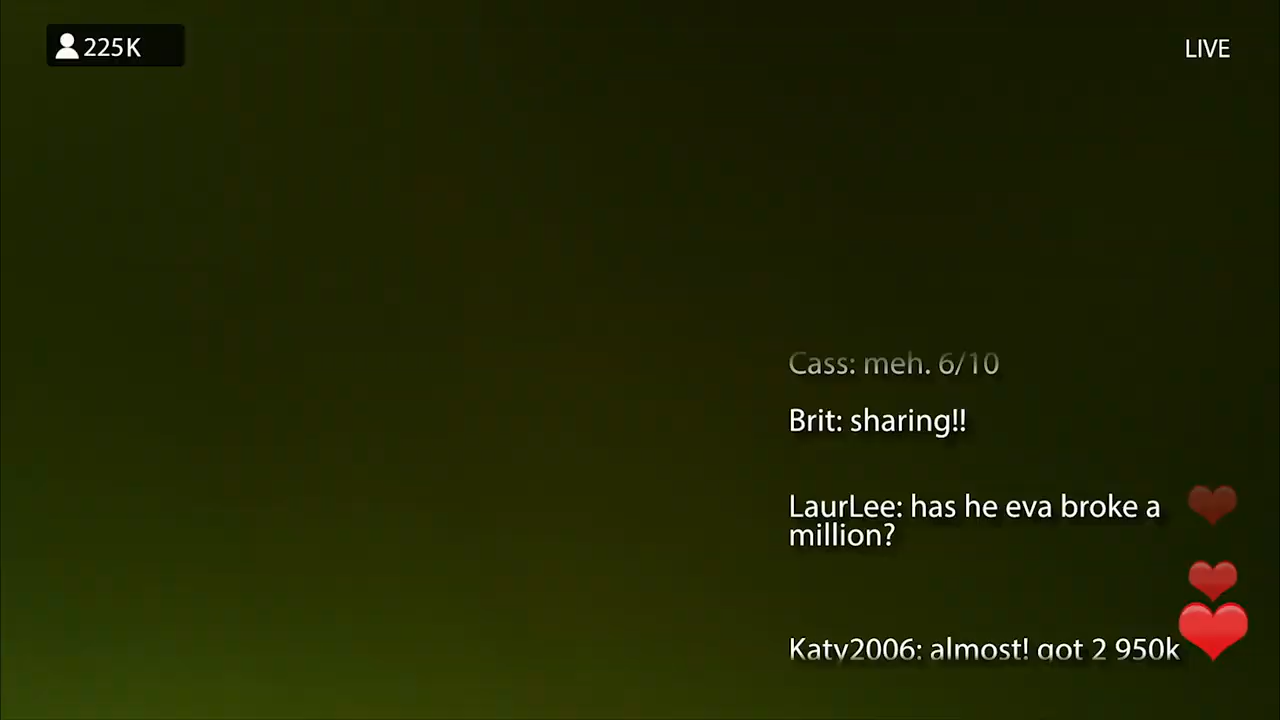 225K
LIVE
Cass: meh. 6/10
Brit: sharing!!
LaurLee: has he eva broke a
million?
Katy2006: almost! got 2 950k